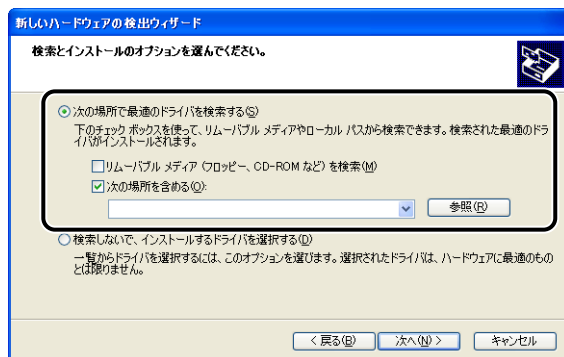 新しいハードウェアの検出ウィザード
検索とインストールのオプションを選んでください。
次の場所で最適のドライバを検索する(S)
下のチェック ボックスを使って、リムーバブル メディアやローカル パスから検索できます。検索された最適のドラ
イバがインストールされます。
リムーバブル メディア (フロッピー、CD-ROM など) を検索(M)
次の場所を含める(O):
参照(R)
検索しないで、インストールするドライバを選択する(D)
一覧からドライバを選択するには、このオプションを選びます。選択されたドライバは、ハードウェアに最適のもの
とは限りません。
< 戻る(B) 次へ(N) > キャンセル